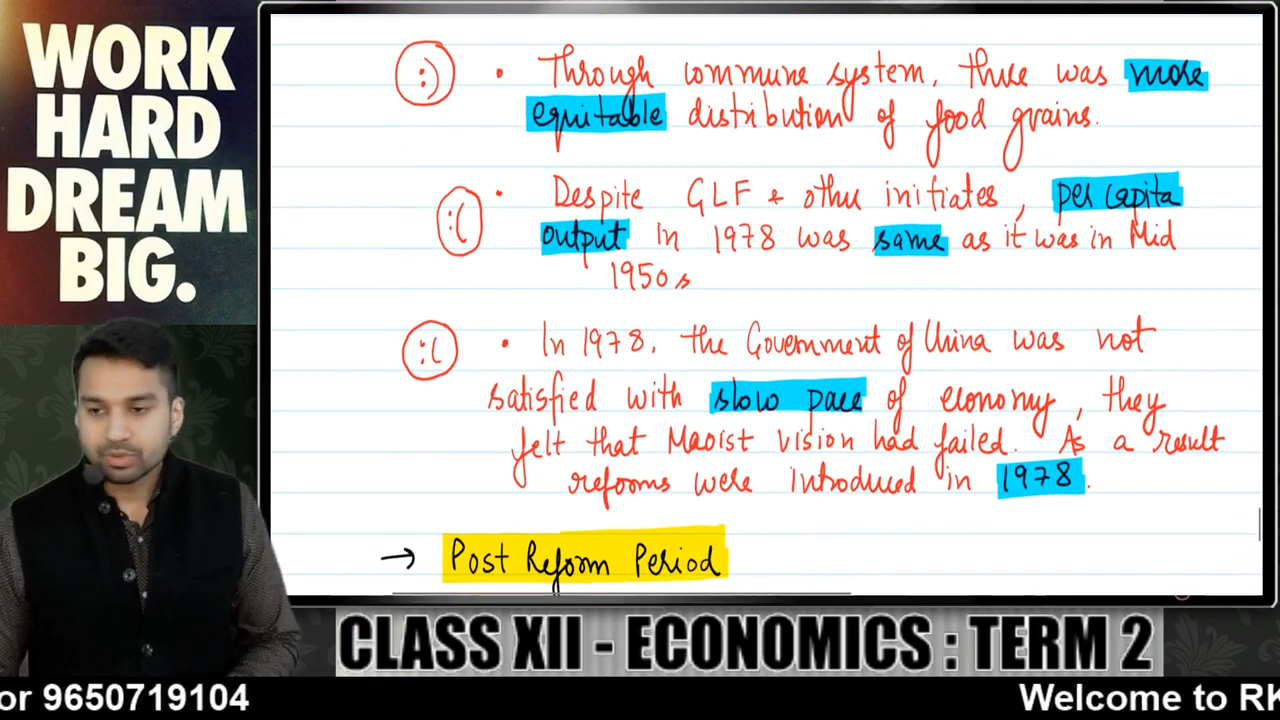 WORK
HARD
DREAM
BIG.
:) • Through commune system, there was more
equitable distribution of food grains.
:( • Despite GLF & other initiates, per capita
output in 1978 was same as it was in Mid
1950s
:( • In 1978, the Government of China was not
satisfied with slow pace of economy, they
felt that Maoist vision had failed. As a result
reforms were introduced in 1978.
→ Post Reform Period
CLASS XII - ECONOMICS : TERM 2
or 9650719104 Welcome to RK